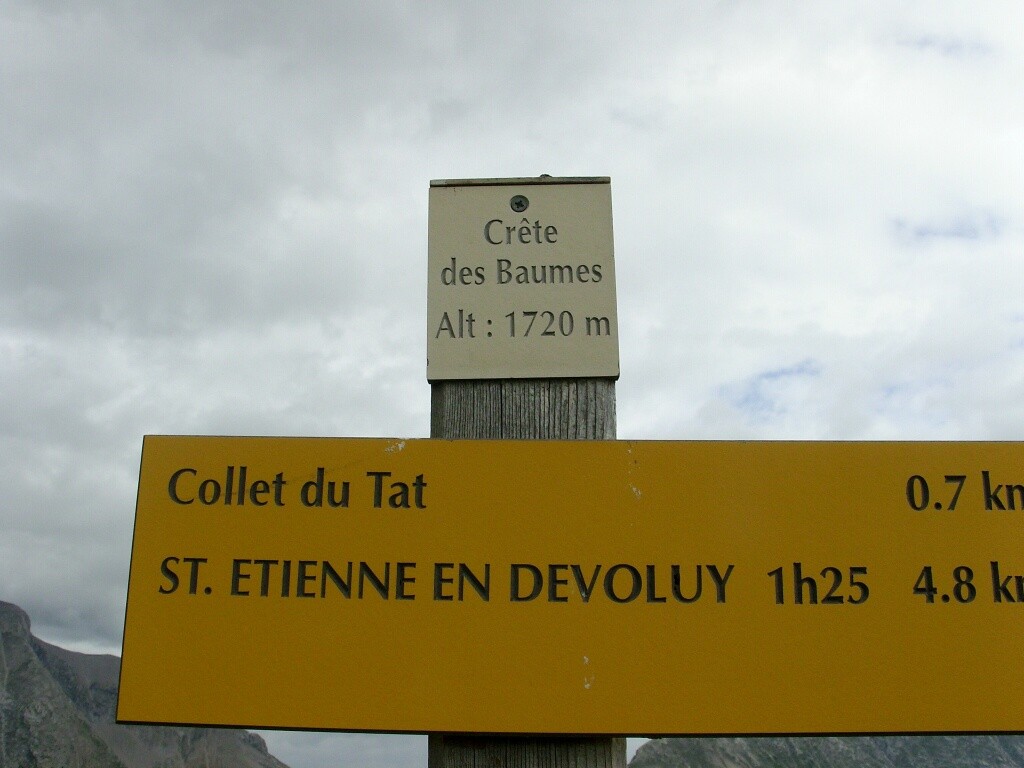 Crête
des Baumes
Alt : 1720 m
Collet du Tat 0.7 km
ST. ETIENNE EN DEVOLUY 1h25 4.8 km